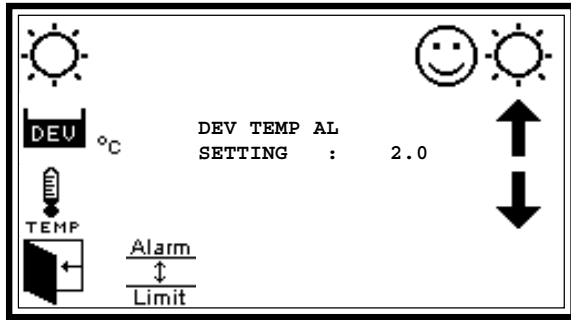 DEV
°C
DEV TEMP AL
SETTING : 2.0
TEMP
Alarm
Limit